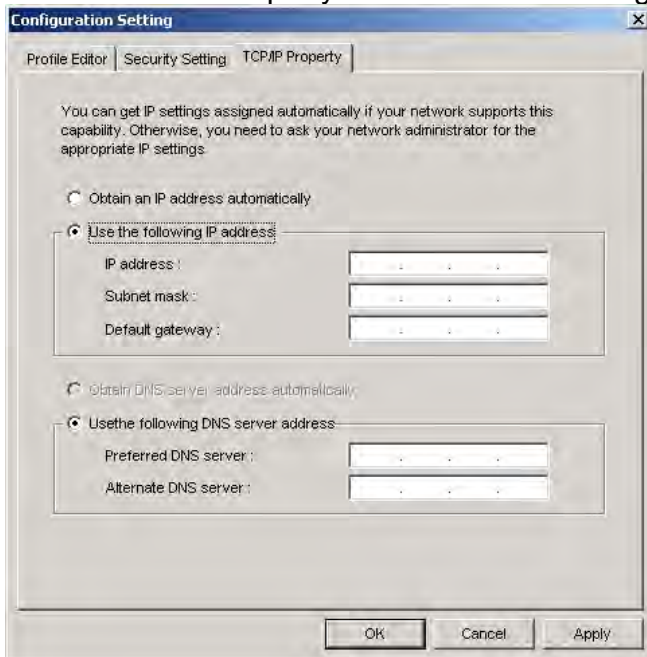 Configuration Setting
Profile Editor Security Setting TCP/IP Property
You can get IP settings assigned automatically if your network supports this
capability. Otherwise, you need to ask your network administrator for the
appropriate IP settings
Obtain an IP address automatically
Use the following IP address
IP address :
Subnet mask :
Default gateway :
Obtain DNS server address automatically
Usethe following DNS server address
Preferred DNS server :
Alternate DNS server :
OK Cancel Apply